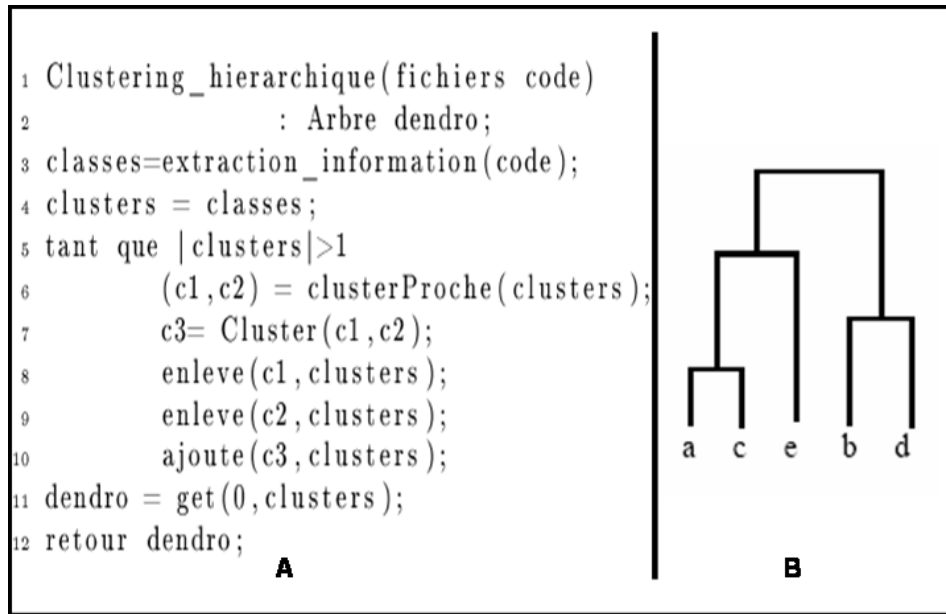 1 Clustering_hierarchique(fichiers code)
2 : Arbre dendro;
3 classes=extraction_information(code);
4 clusters = classes;
5 tant que |clusters|>1
6 (c1,c2) = clusterProche(clusters);
7 c3= Cluster(c1,c2);
8 enleve(c1,clusters);
9 enleve(c2,clusters);
10 ajoute(c3,clusters);
11 dendro = get(0,clusters);
12 retour dendro;
A
a c e b d
B